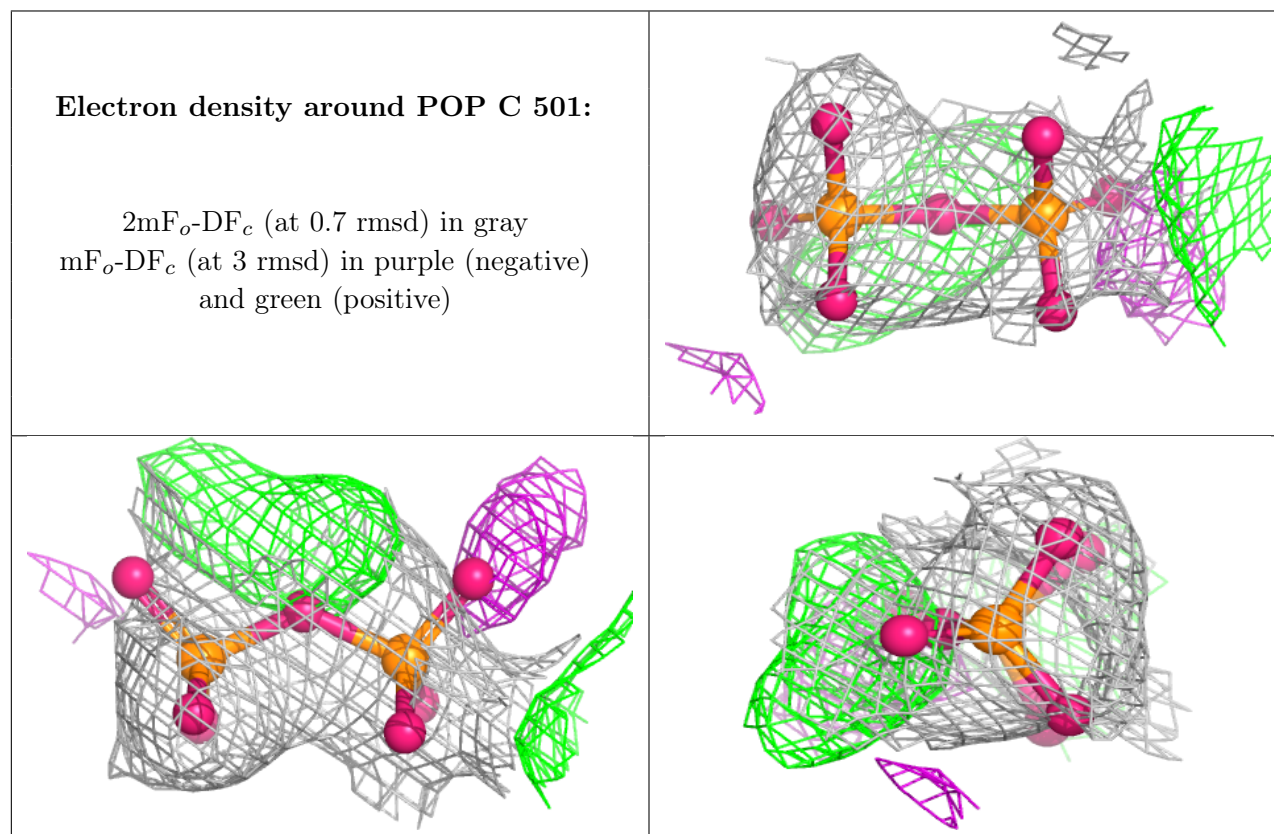 Electron density around POP C 501:
2mFₒ-DF𝒸 (at 0.7 rmsd) in gray
mFₒ-DF𝒸 (at 3 rmsd) in purple (negative)
and green (positive)